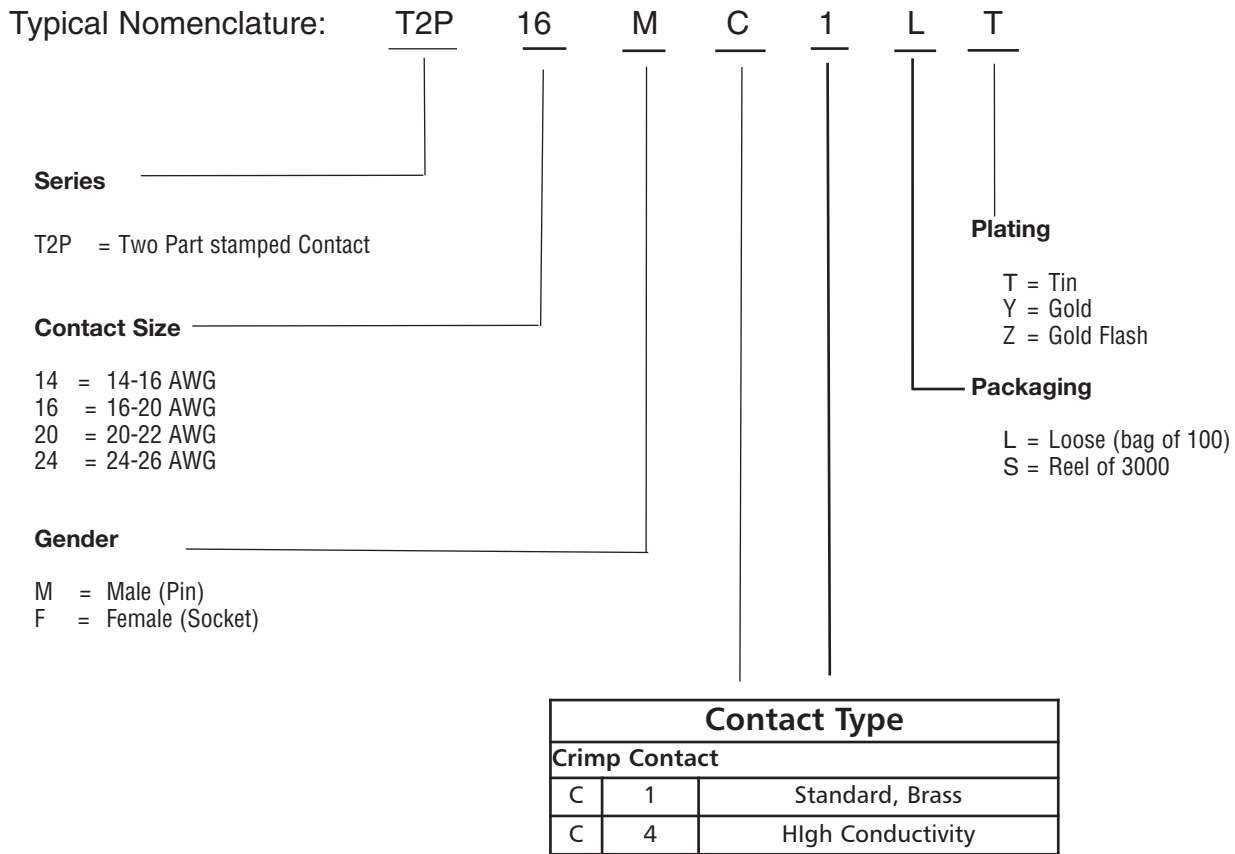 Typical Nomenclature: T2P 16 M C 1 L T
Series
T2P = Two Part stamped Contact
Contact Size
14 = 14-16 AWG
16 = 16-20 AWG
20 = 20-22 AWG
24 = 24-26 AWG
Gender
M = Male (Pin)
F = Female (Socket)
Plating
T = Tin
Y = Gold
Z = Gold Flash
Packaging
L = Loose (bag of 100)
S = Reel of 3000
Contact Type
Crimp Contact
C 1 Standard, Brass
C 4 HIgh Conductivity